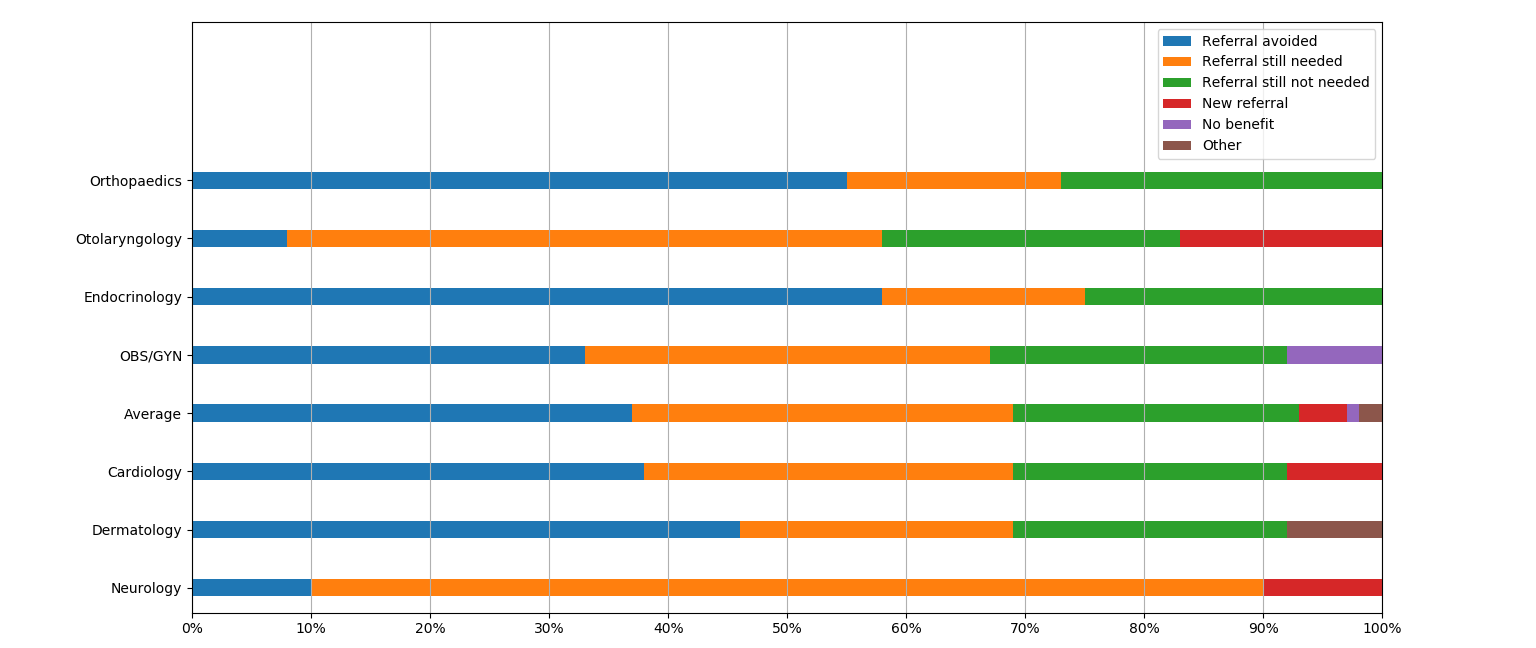 Referral avoided
Referral still needed
Referral still not needed
New referral
No benefit
Other
Orthopaedics
Otolaryngology
Endocrinology
OBS/GYN
Average
Cardiology
Dermatology
Neurology
0% 10% 20% 30% 40% 50% 60% 70% 80% 90% 100%